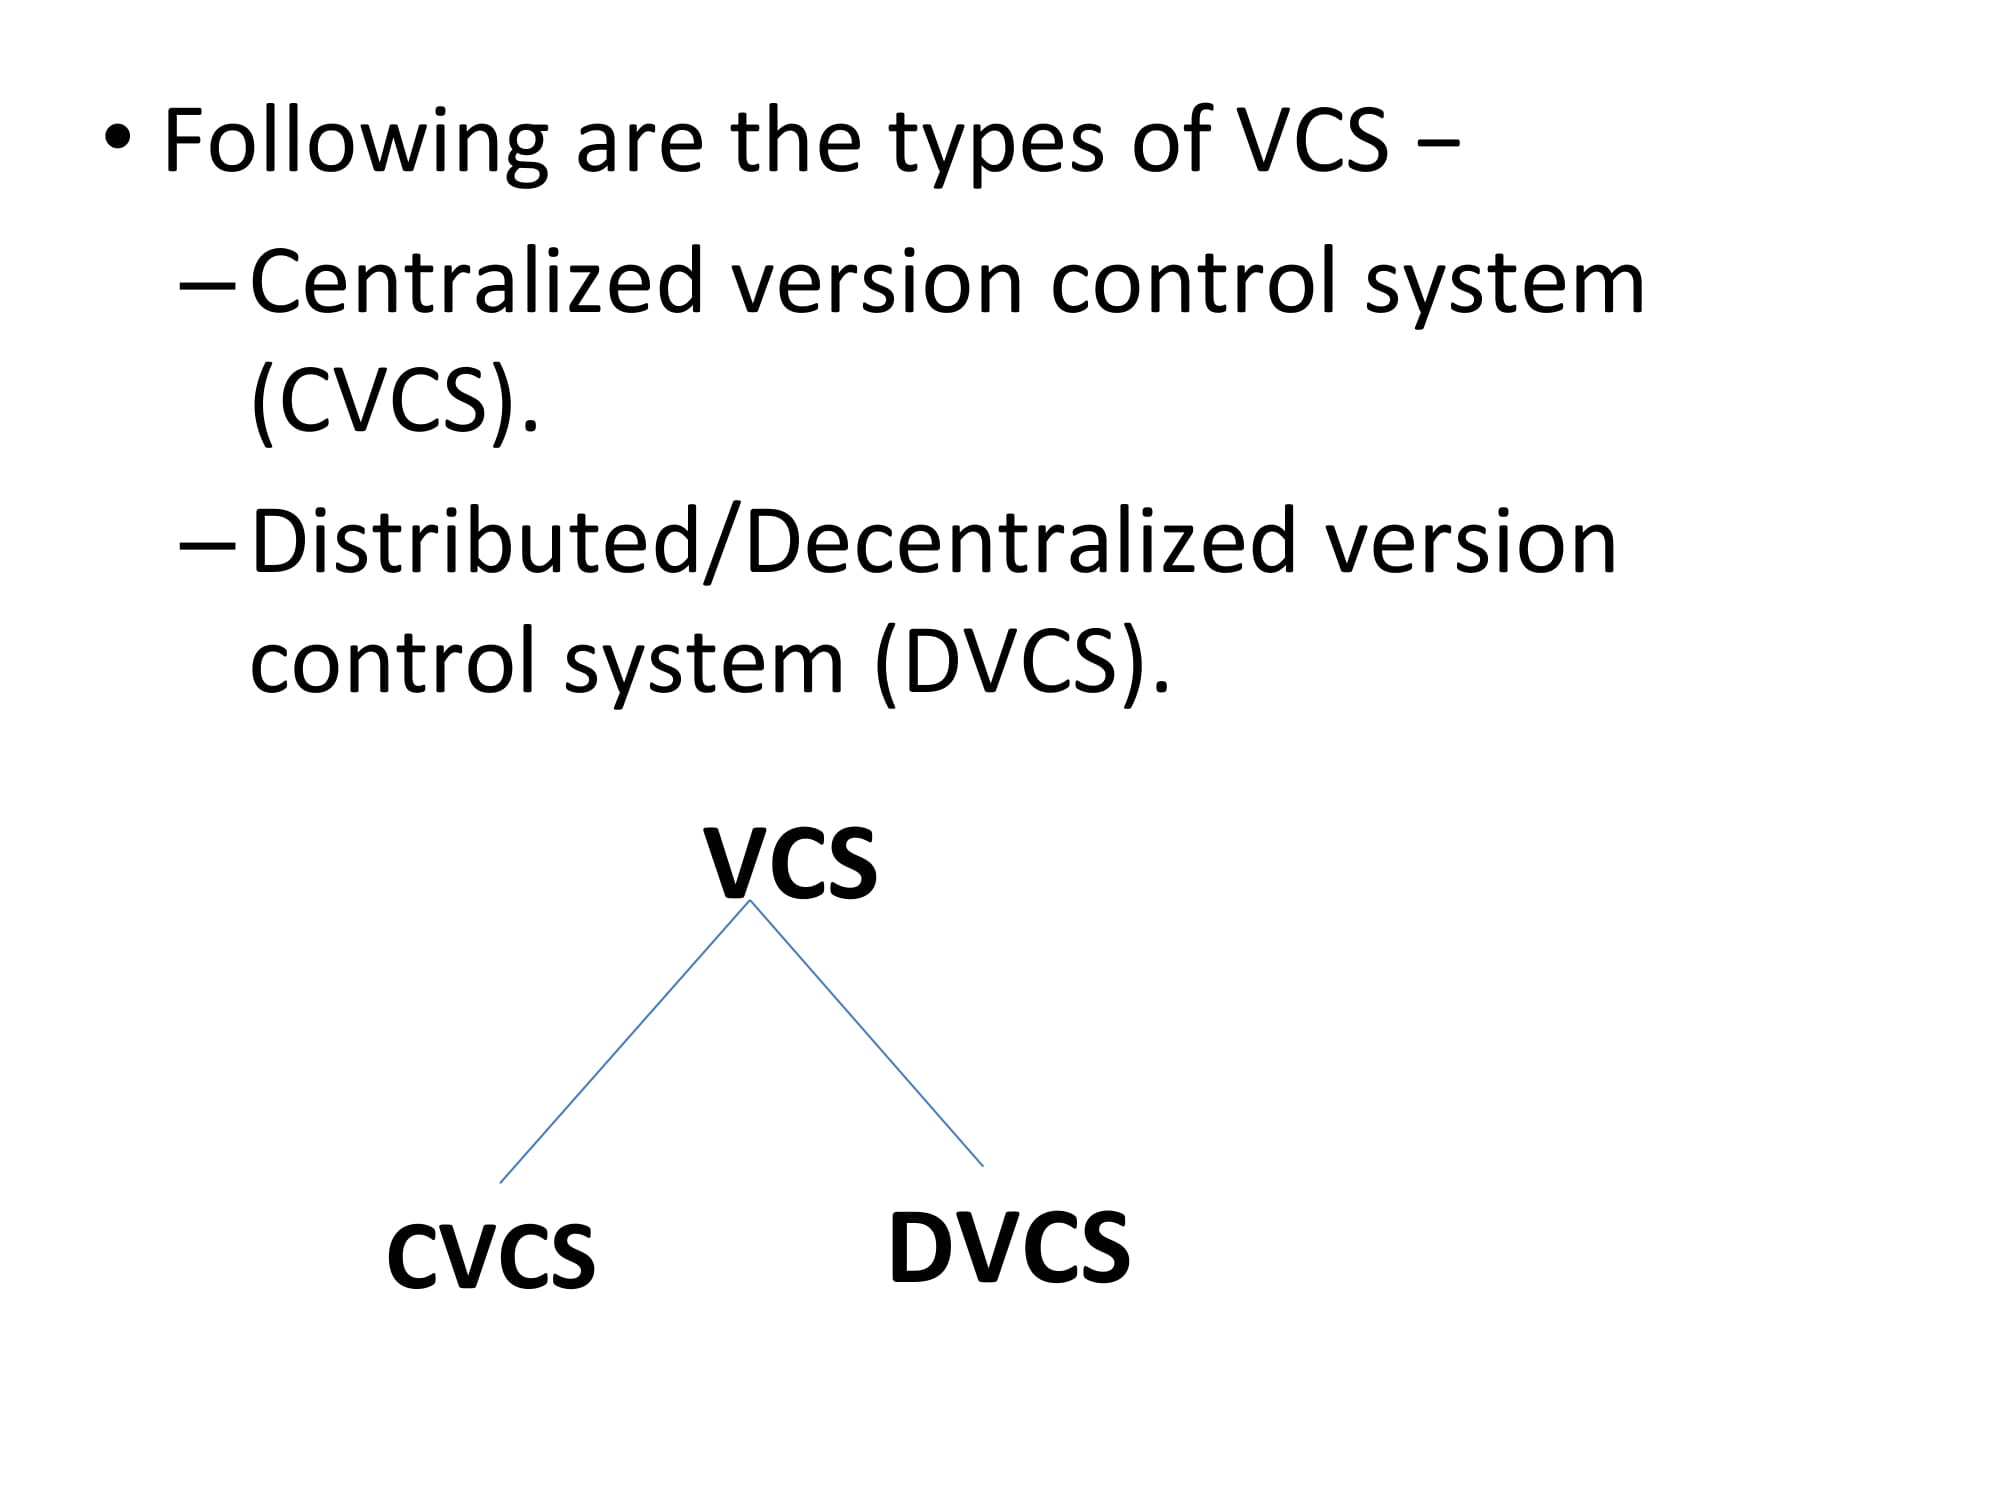 • Following are the types of VCS −
– Centralized version control system
(CVCS).
– Distributed/Decentralized version
control system (DVCS).
VCS
CVCS
DVCS